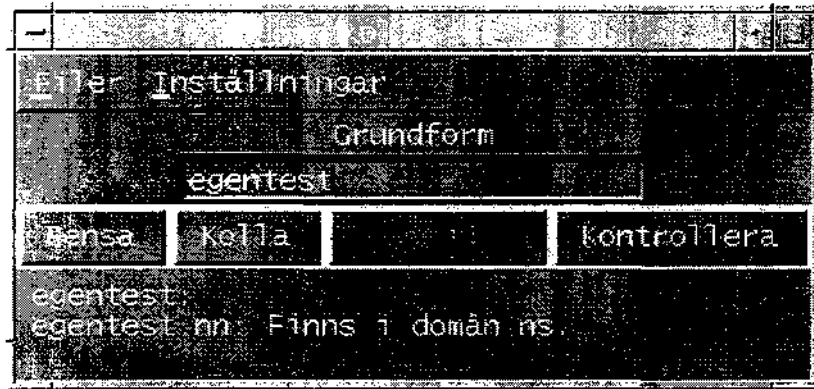 Filer Inställningar
Grundform
egentest
Rensa Kolla Kontrollera
egentest:
egentest nn: Finns i domän ns.